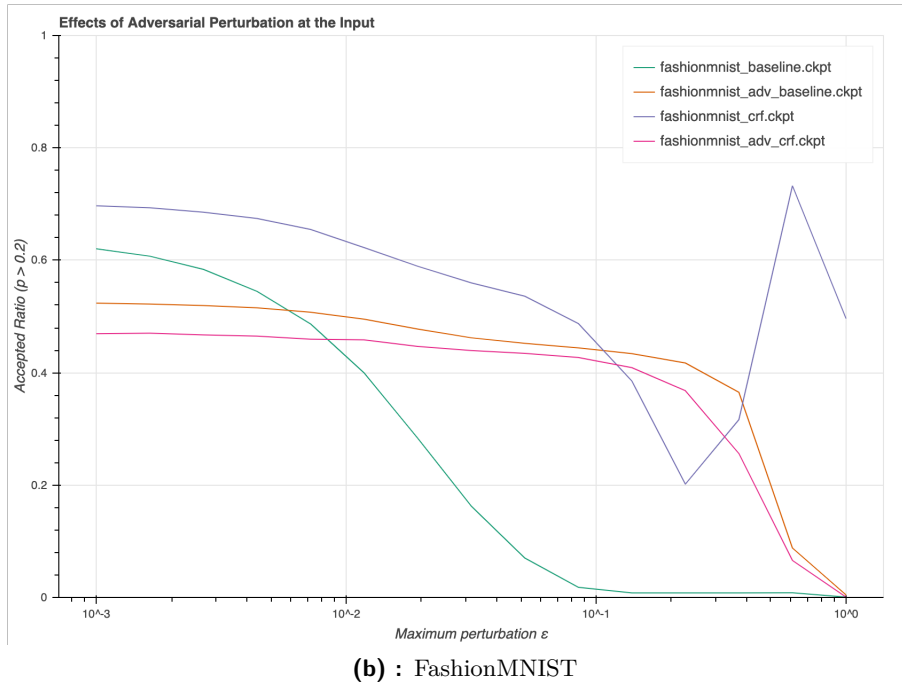 Effects of Adversarial Perturbation at the Input
1
0.8
0.6
0.4
0.2
0
Accepted Ratio (p > 0.2)
fashionmnist_baseline.ckpt
fashionmnist_adv_baseline.ckpt
fashionmnist_crf.ckpt
fashionmnist_adv_crf.ckpt
10^-3
10^-2
10^-1
10^0
Maximum perturbation ε
(b) : FashionMNIST